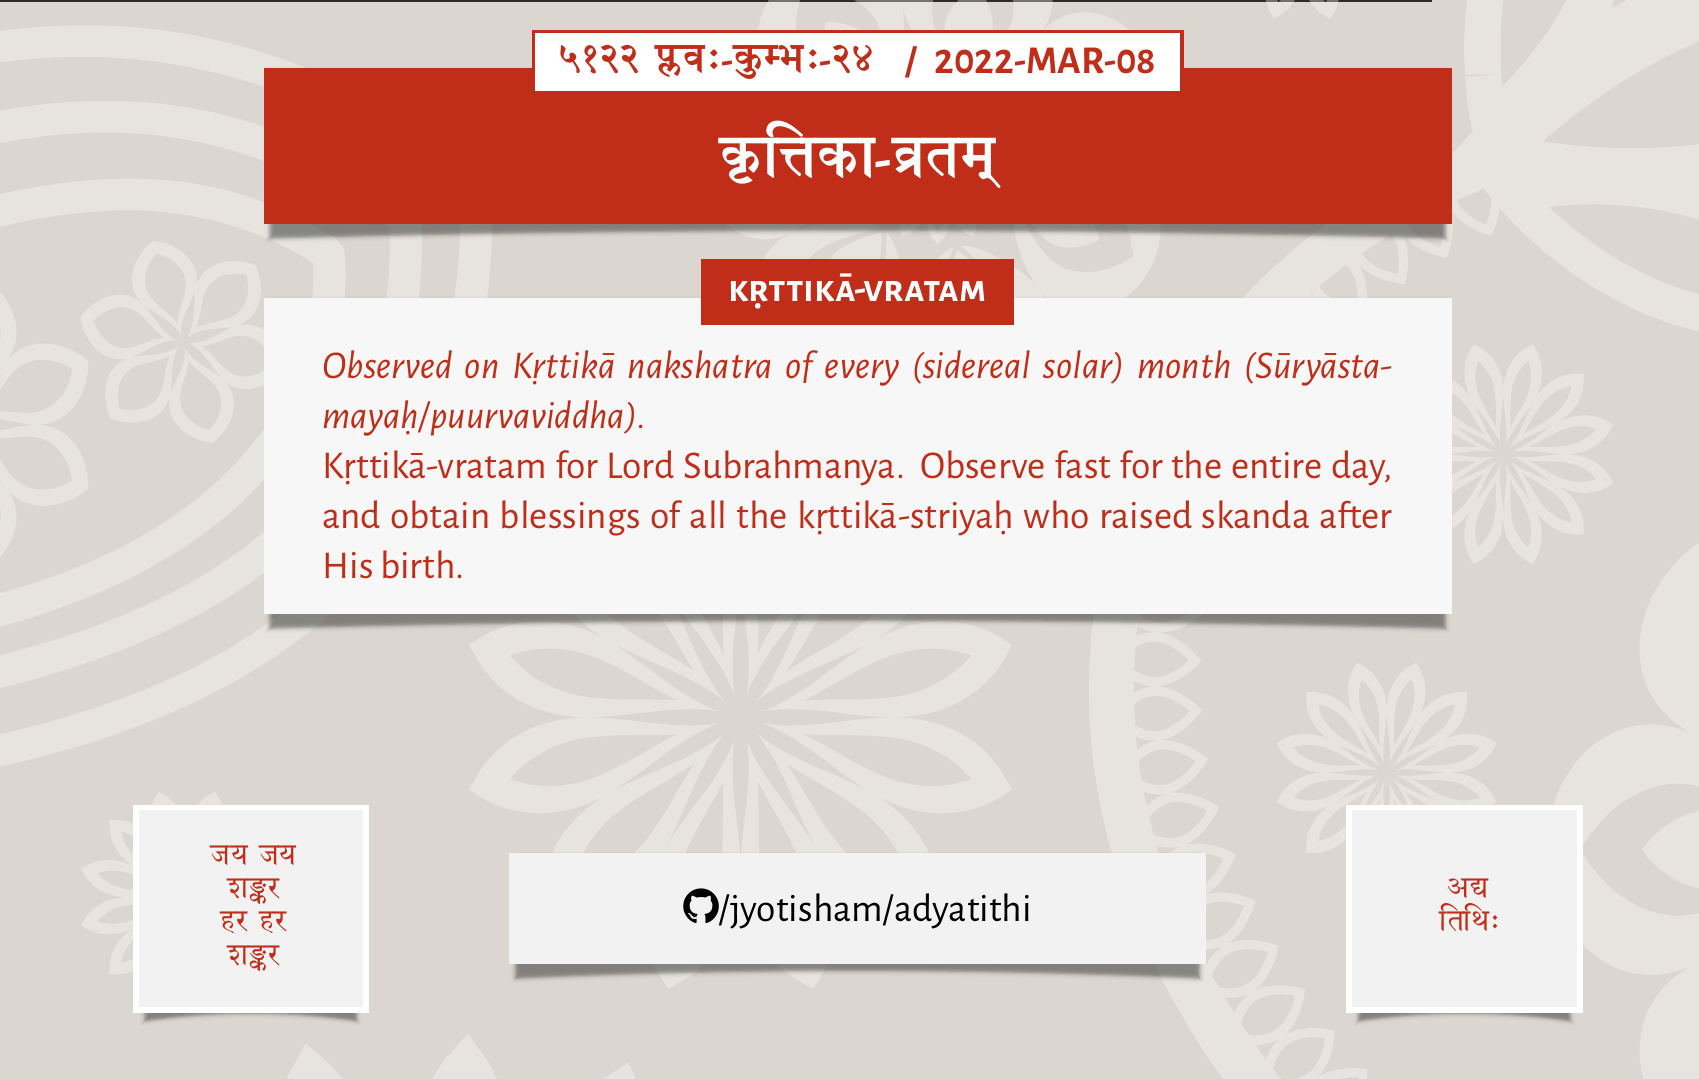 ५१२२ प्लवः-कुम्भः-२४ / 2022-MAR-08
कृत्तिका-व्रतम्
KṚTTIKĀ-VRATAM
Observed on Kṛttikā nakshatra of every (sidereal solar) month (Sūryāsta-
mayaḥ/puurvaviddha).
Kṛttikā-vratam for Lord Subrahmanya. Observe fast for the entire day,
and obtain blessings of all the kṛttikā-striyaḥ who raised skanda after
His birth.
जय जय
शङ्कर
हर हर
शङ्कर
/jyotisham/adyatithi
अद्य
तिथिः